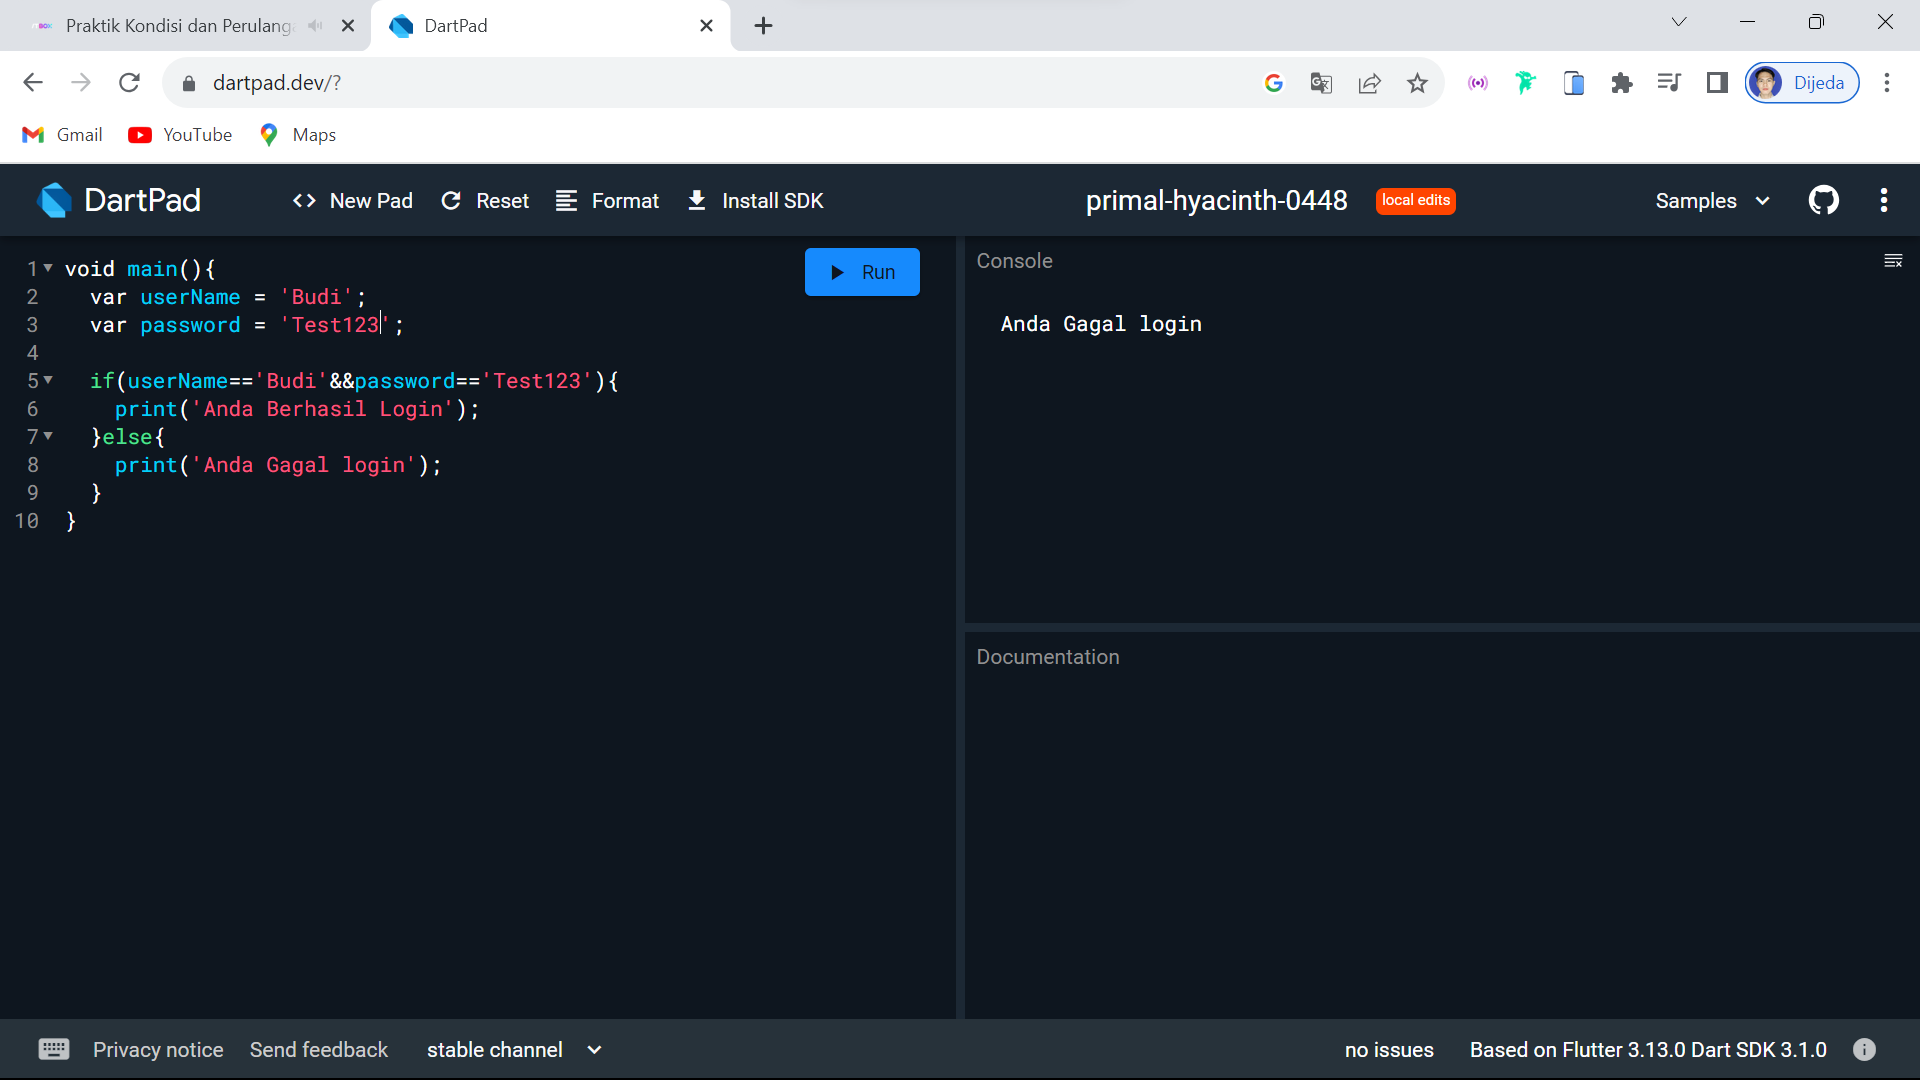 Praktik Kondisi dan Perulang
DartPad
dartpad.dev/?
Dijeda
Gmail YouTube Maps
DartPad <> New Pad Reset Format Install SDK primal-hyacinth-0448 local edits Samples
Run
1 void main(){
2 var userName = 'Budi';
3 var password = 'Test123';
4
5 if(userName=='Budi'&&password=='Test123'){
6 print('Anda Berhasil Login');
7 }else{
8 print('Anda Gagal login');
9 }
10 }
Console
Anda Gagal login
Documentation
Privacy notice Send feedback stable channel no issues Based on Flutter 3.13.0 Dart SDK 3.1.0